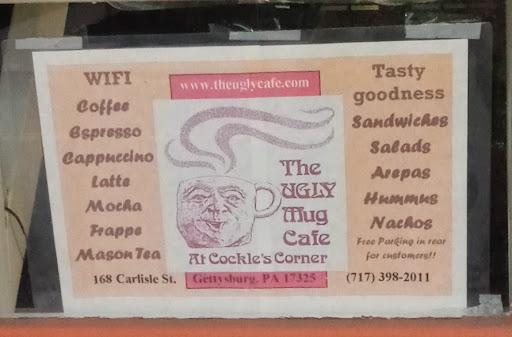 WIFI
Coffee
Espresso
Cappuccino
Latte
Mocha
Frappe
Mason Tea
www.theuglycafe.com
The
UGLY
Mug
Cafe
At Cockle's Corner
Tasty
goodness
Sandwiches
Salads
Arepas
Hummus
Nachos
Free Parking in rear
for customers!!
168 Carlisle St. Gettysburg, PA 17325 (717) 398-2011